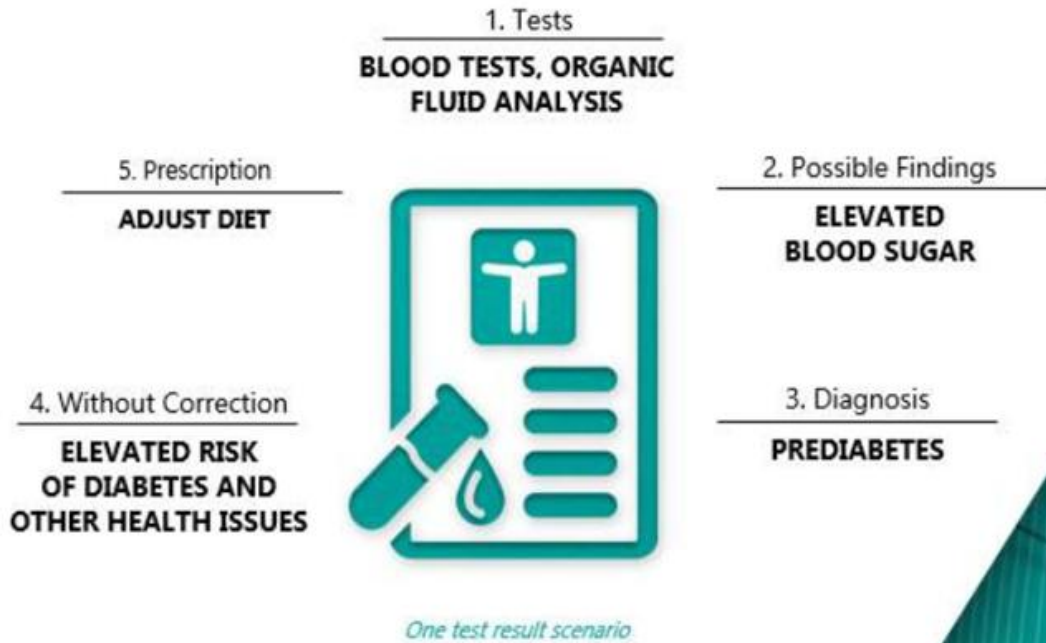 1. Tests
BLOOD TESTS, ORGANIC
FLUID ANALYSIS
2. Possible Findings
ELEVATED
BLOOD SUGAR
3. Diagnosis
PREDIABETES
4. Without Correction
ELEVATED RISK
OF DIABETES AND
OTHER HEALTH ISSUES
5. Prescription
ADJUST DIET
One test result scenario